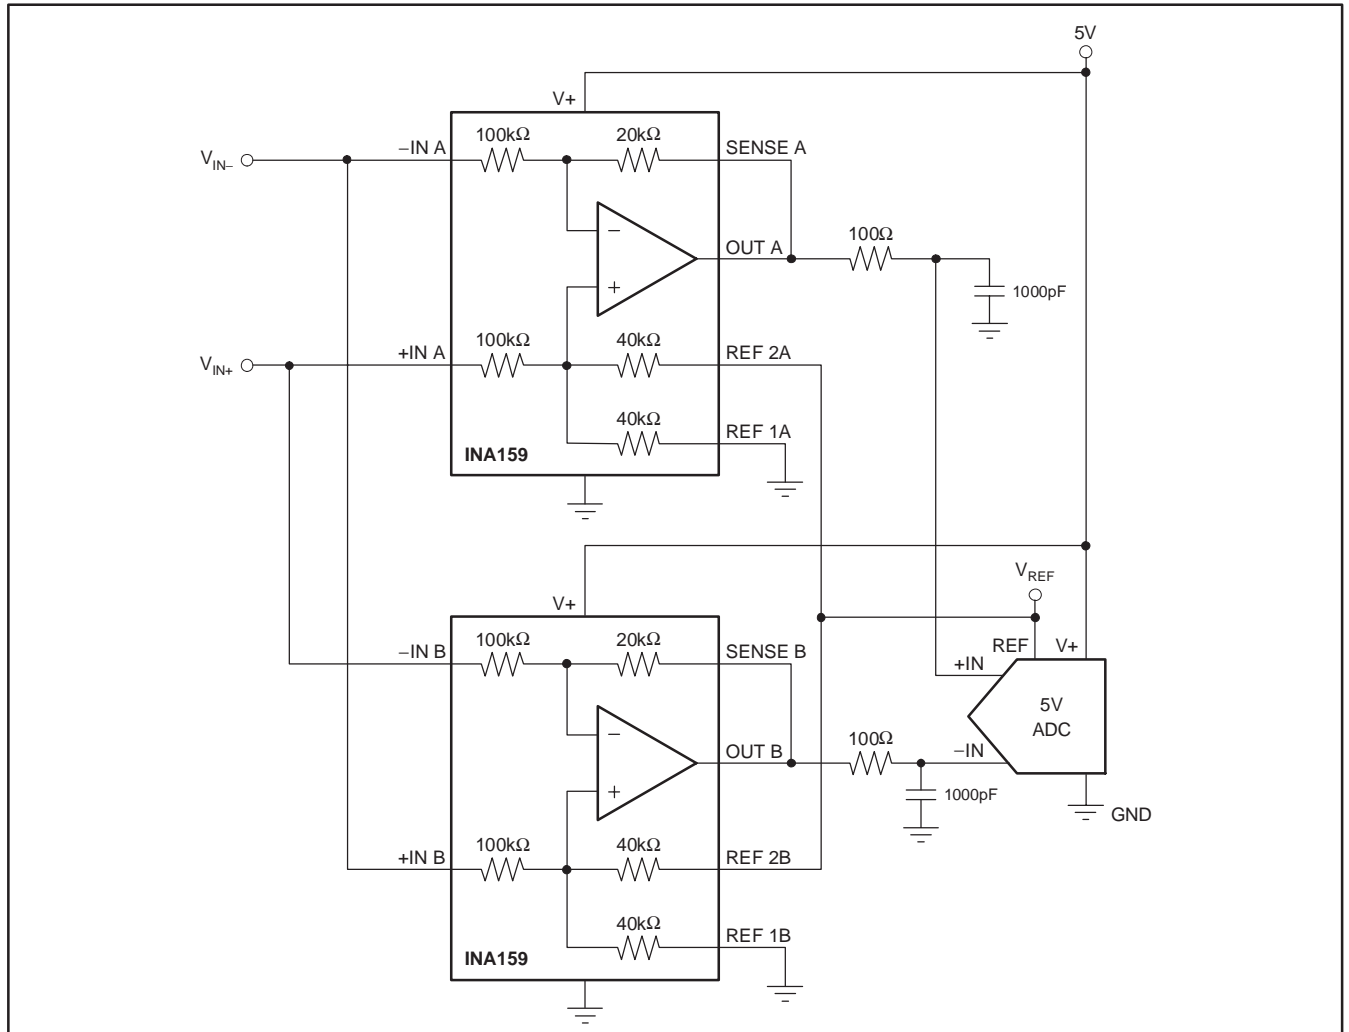 5V
V+
100kΩ
20kΩ
SENSE A
−IN A
V_IN−
−
OUT A
100Ω
+
1000pF
100kΩ
40kΩ
REF 2A
+IN A
V_IN+
40kΩ
REF 1A
INA159
V_REF
V+
100kΩ
20kΩ
SENSE B
REF
V+
−IN B
+IN
5V
ADC
−
OUT B
100Ω
−IN
+
1000pF
GND
100kΩ
40kΩ
REF 2B
+IN B
40kΩ
REF 1B
INA159